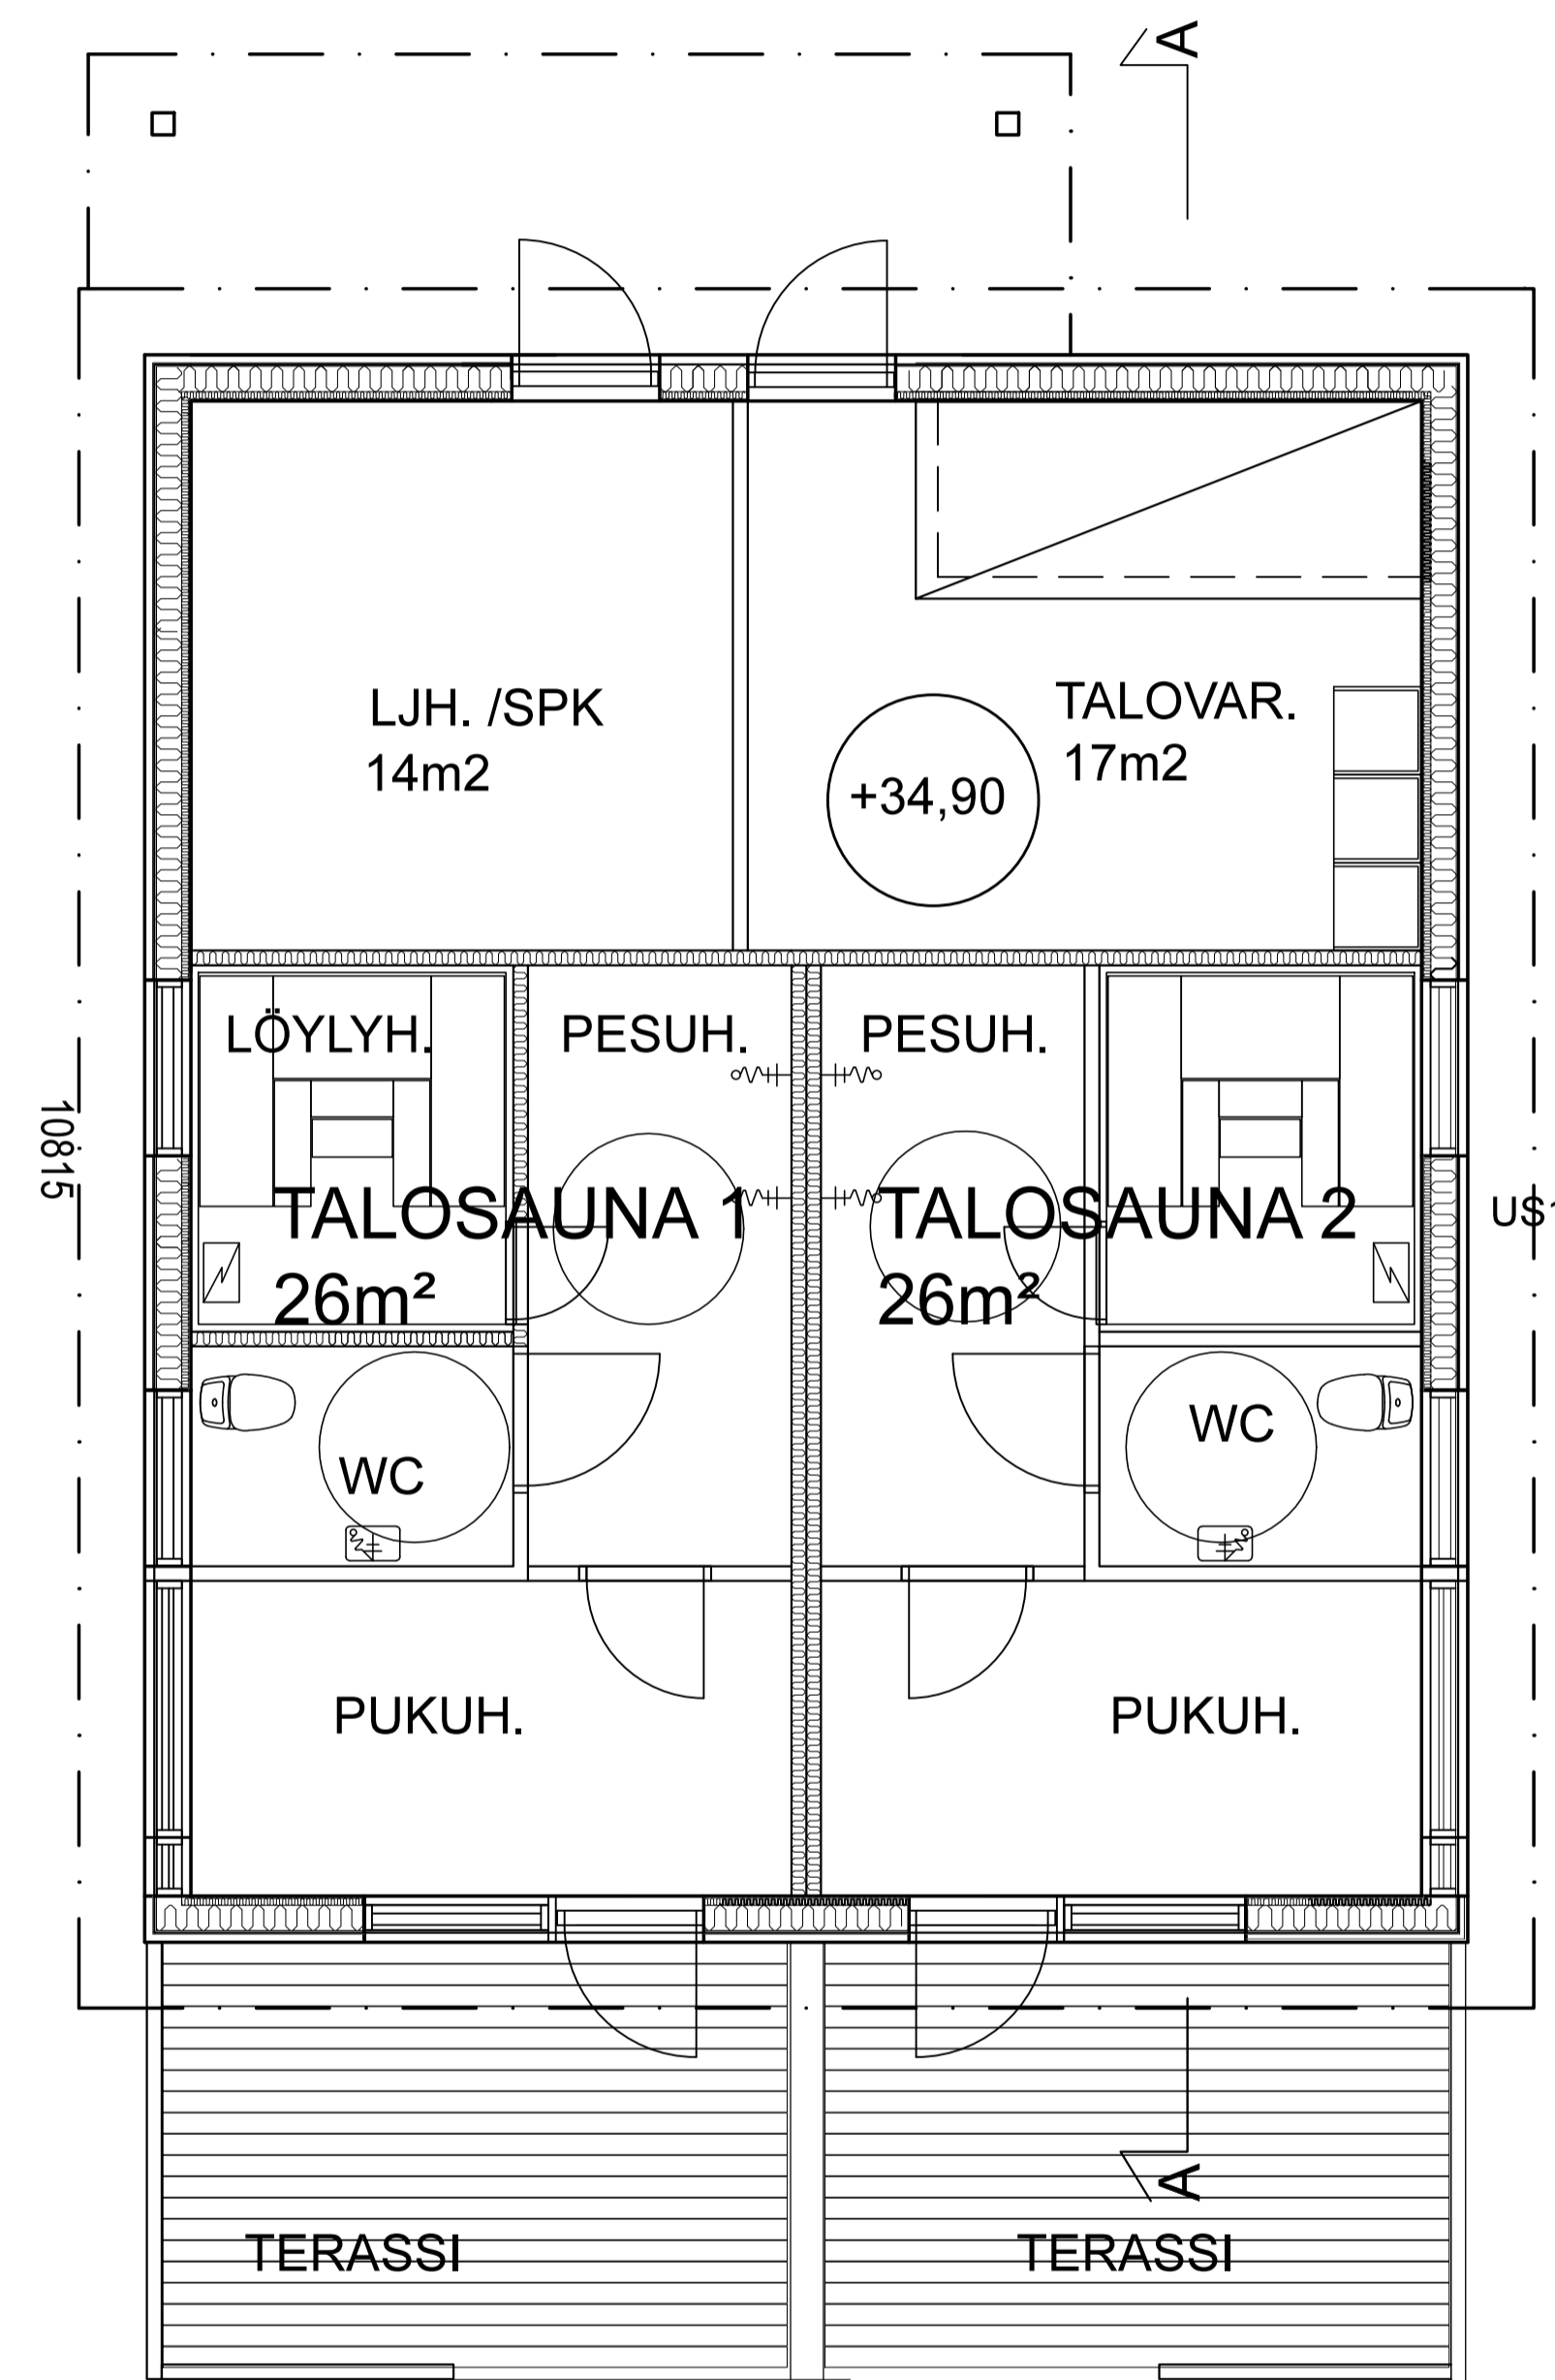 A
LJH. /SPK
14m2
TALOVAR.
17m2
+34,90
LÖYLYH.
PESUH.
PESUH.
10815
TALOSAUNA 1
26m²
TALOSAUNA 2
26m²
WC
WC
PUKUH.
PUKUH.
A
TERASSI
TERASSI